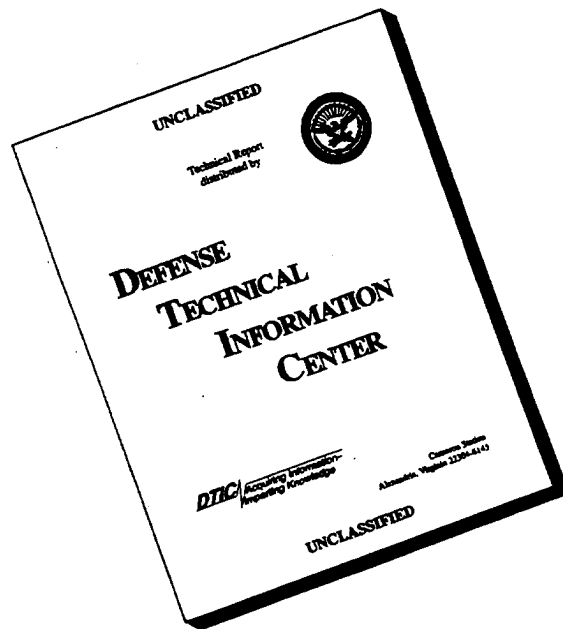 UNCLASSIFIED
Technical Report
distributed by
DEFENSE
TECHNICAL
INFORMATION
CENTER
DTIC
Acquiring Information-
Imparting Knowledge
Cameron Station
Alexandria, Virginia 22304-6145
UNCLASSIFIED